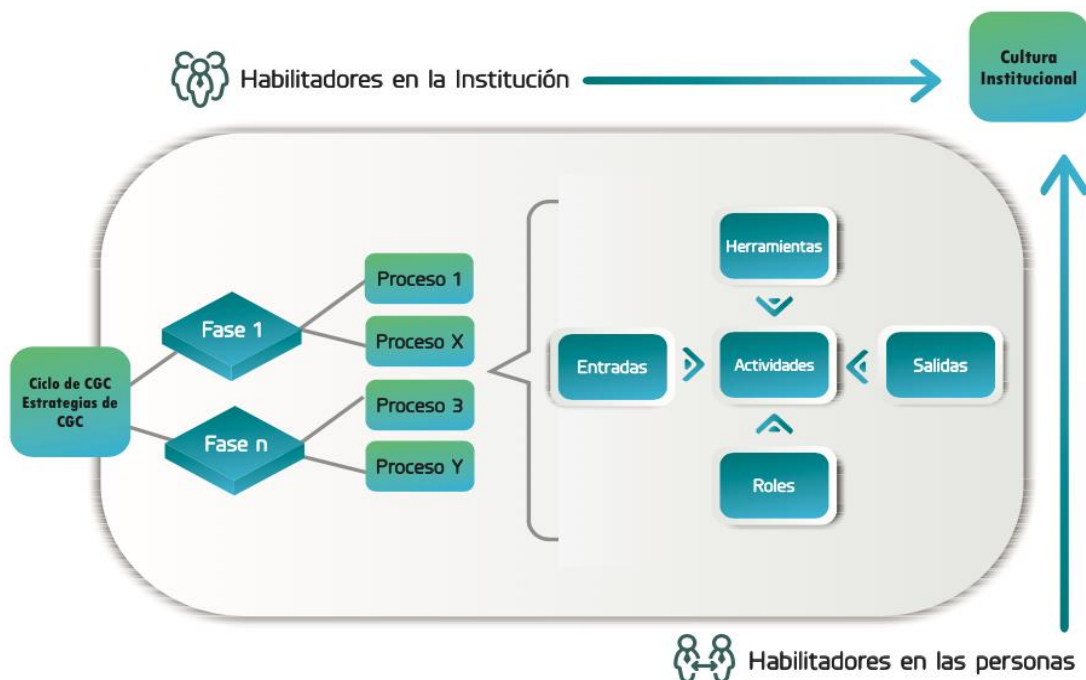 Habilitadores en la Institución
Cultura
Institucional
Ciclo de CGC
Estrategias de
CGC
Fase 1
Fase n
Proceso 1
Proceso X
Proceso 3
Proceso Y
Herramientas
Entradas
Actividades
Salidas
Roles
Habilitadores en las personas